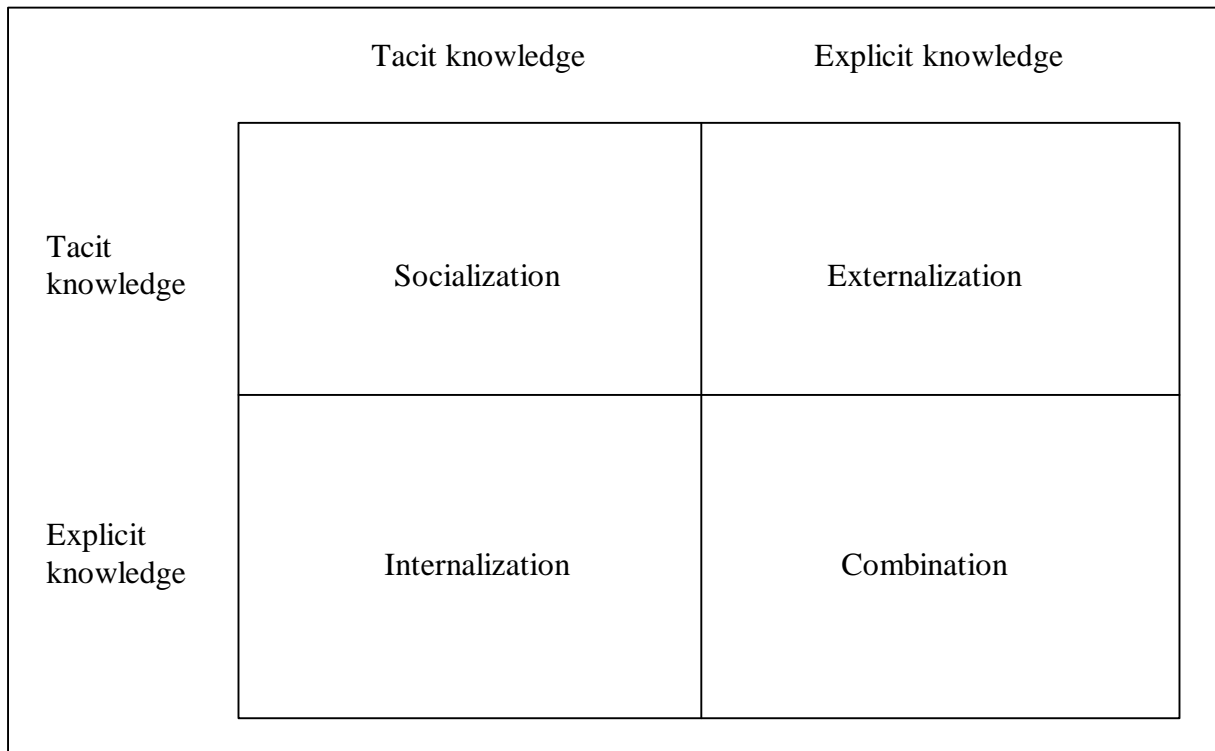 Tacit knowledge Explicit knowledge
Tacit
knowledge
Socialization Externalization
Explicit
knowledge
Internalization Combination